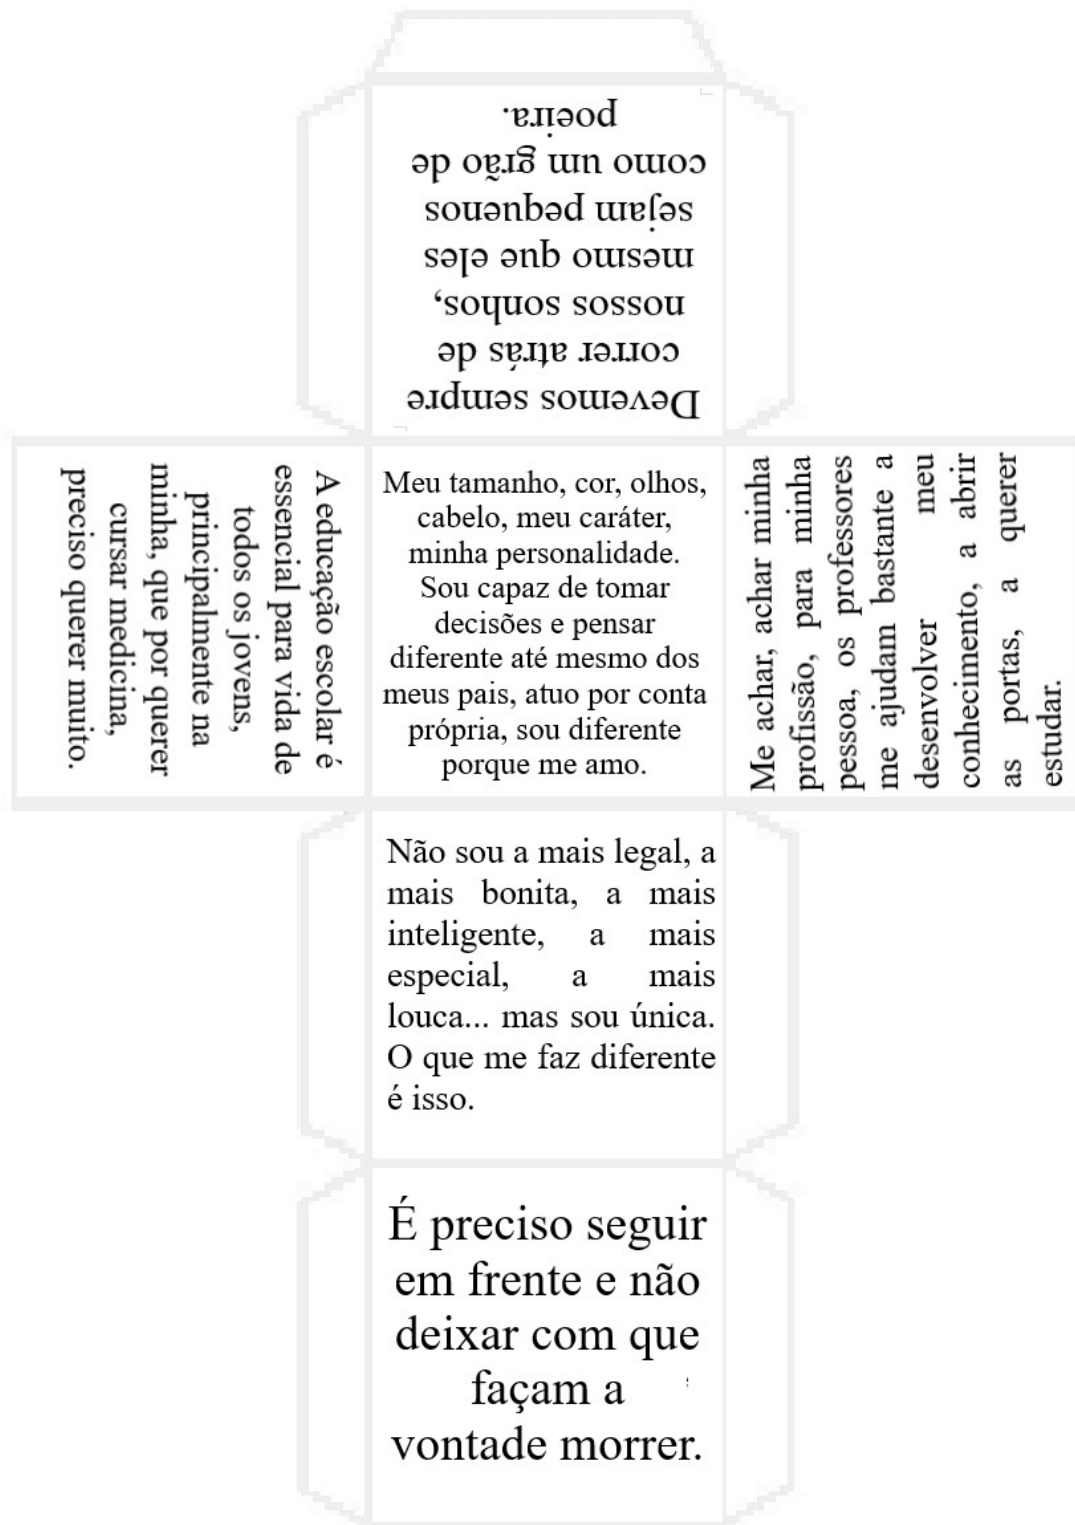 Devemos sempre
correr atrás de
nossos sonhos,
mesmo que eles
sejam pequenos
como um grão de
poeira.
A educação escolar é
essencial para vida de
todos os jovens,
principalmente na
minha, que por querer
cursar medicina,
preciso querer muito.
Meu tamanho, cor, olhos,
cabelo, meu caráter,
minha personalidade.
Sou capaz de tomar
decisões e pensar
diferente até mesmo dos
meus pais, atuo por conta
própria, sou diferente
porque me amo.
Me achar, achar minha
profissão, para minha
pessoa, os professores
me ajudam bastante a
desenvolver meu
conhecimento, a abrir
as portas, a querer
estudar.
Não sou a mais legal, a
mais bonita, a mais
inteligente, a mais
especial, a mais
louca... mas sou única.
O que me faz diferente
é isso.
É preciso seguir
em frente e não
deixar com que
façam a
vontade morrer.